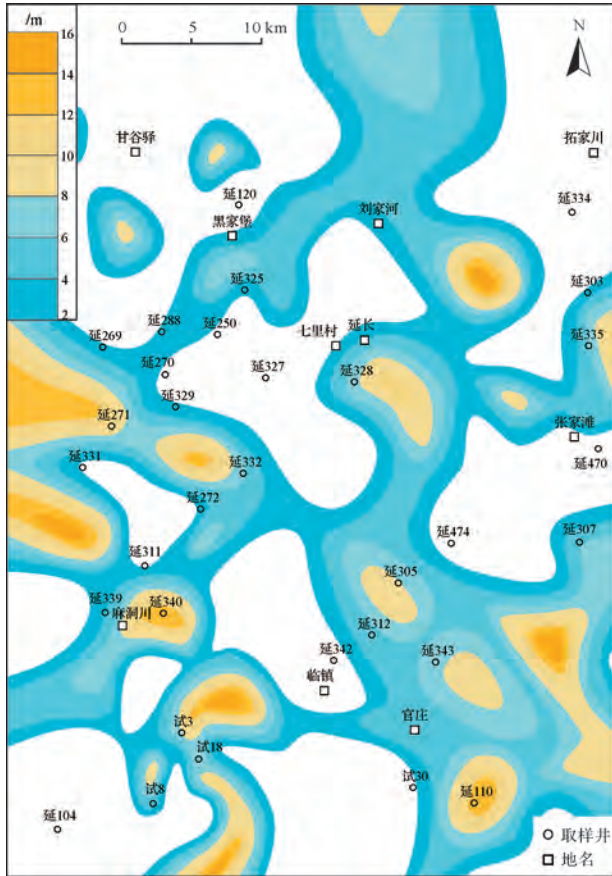 /m
16
14
12
10
8
6
4
2
0 5 10 km
N
甘谷驿
拓家川
延120
延334
黑家堡
刘家河
延325
延303
延288
延250
七里村
延长
延335
延269
延270
延327
延328
延329
延271
张家滩
延331
延332
延470
延272
延474
延307
延311
延305
延339
延340
麻洞川
延312
延342
延343
临镇
试3
官庄
试18
试8
试30
延110
延104
取样井
地名